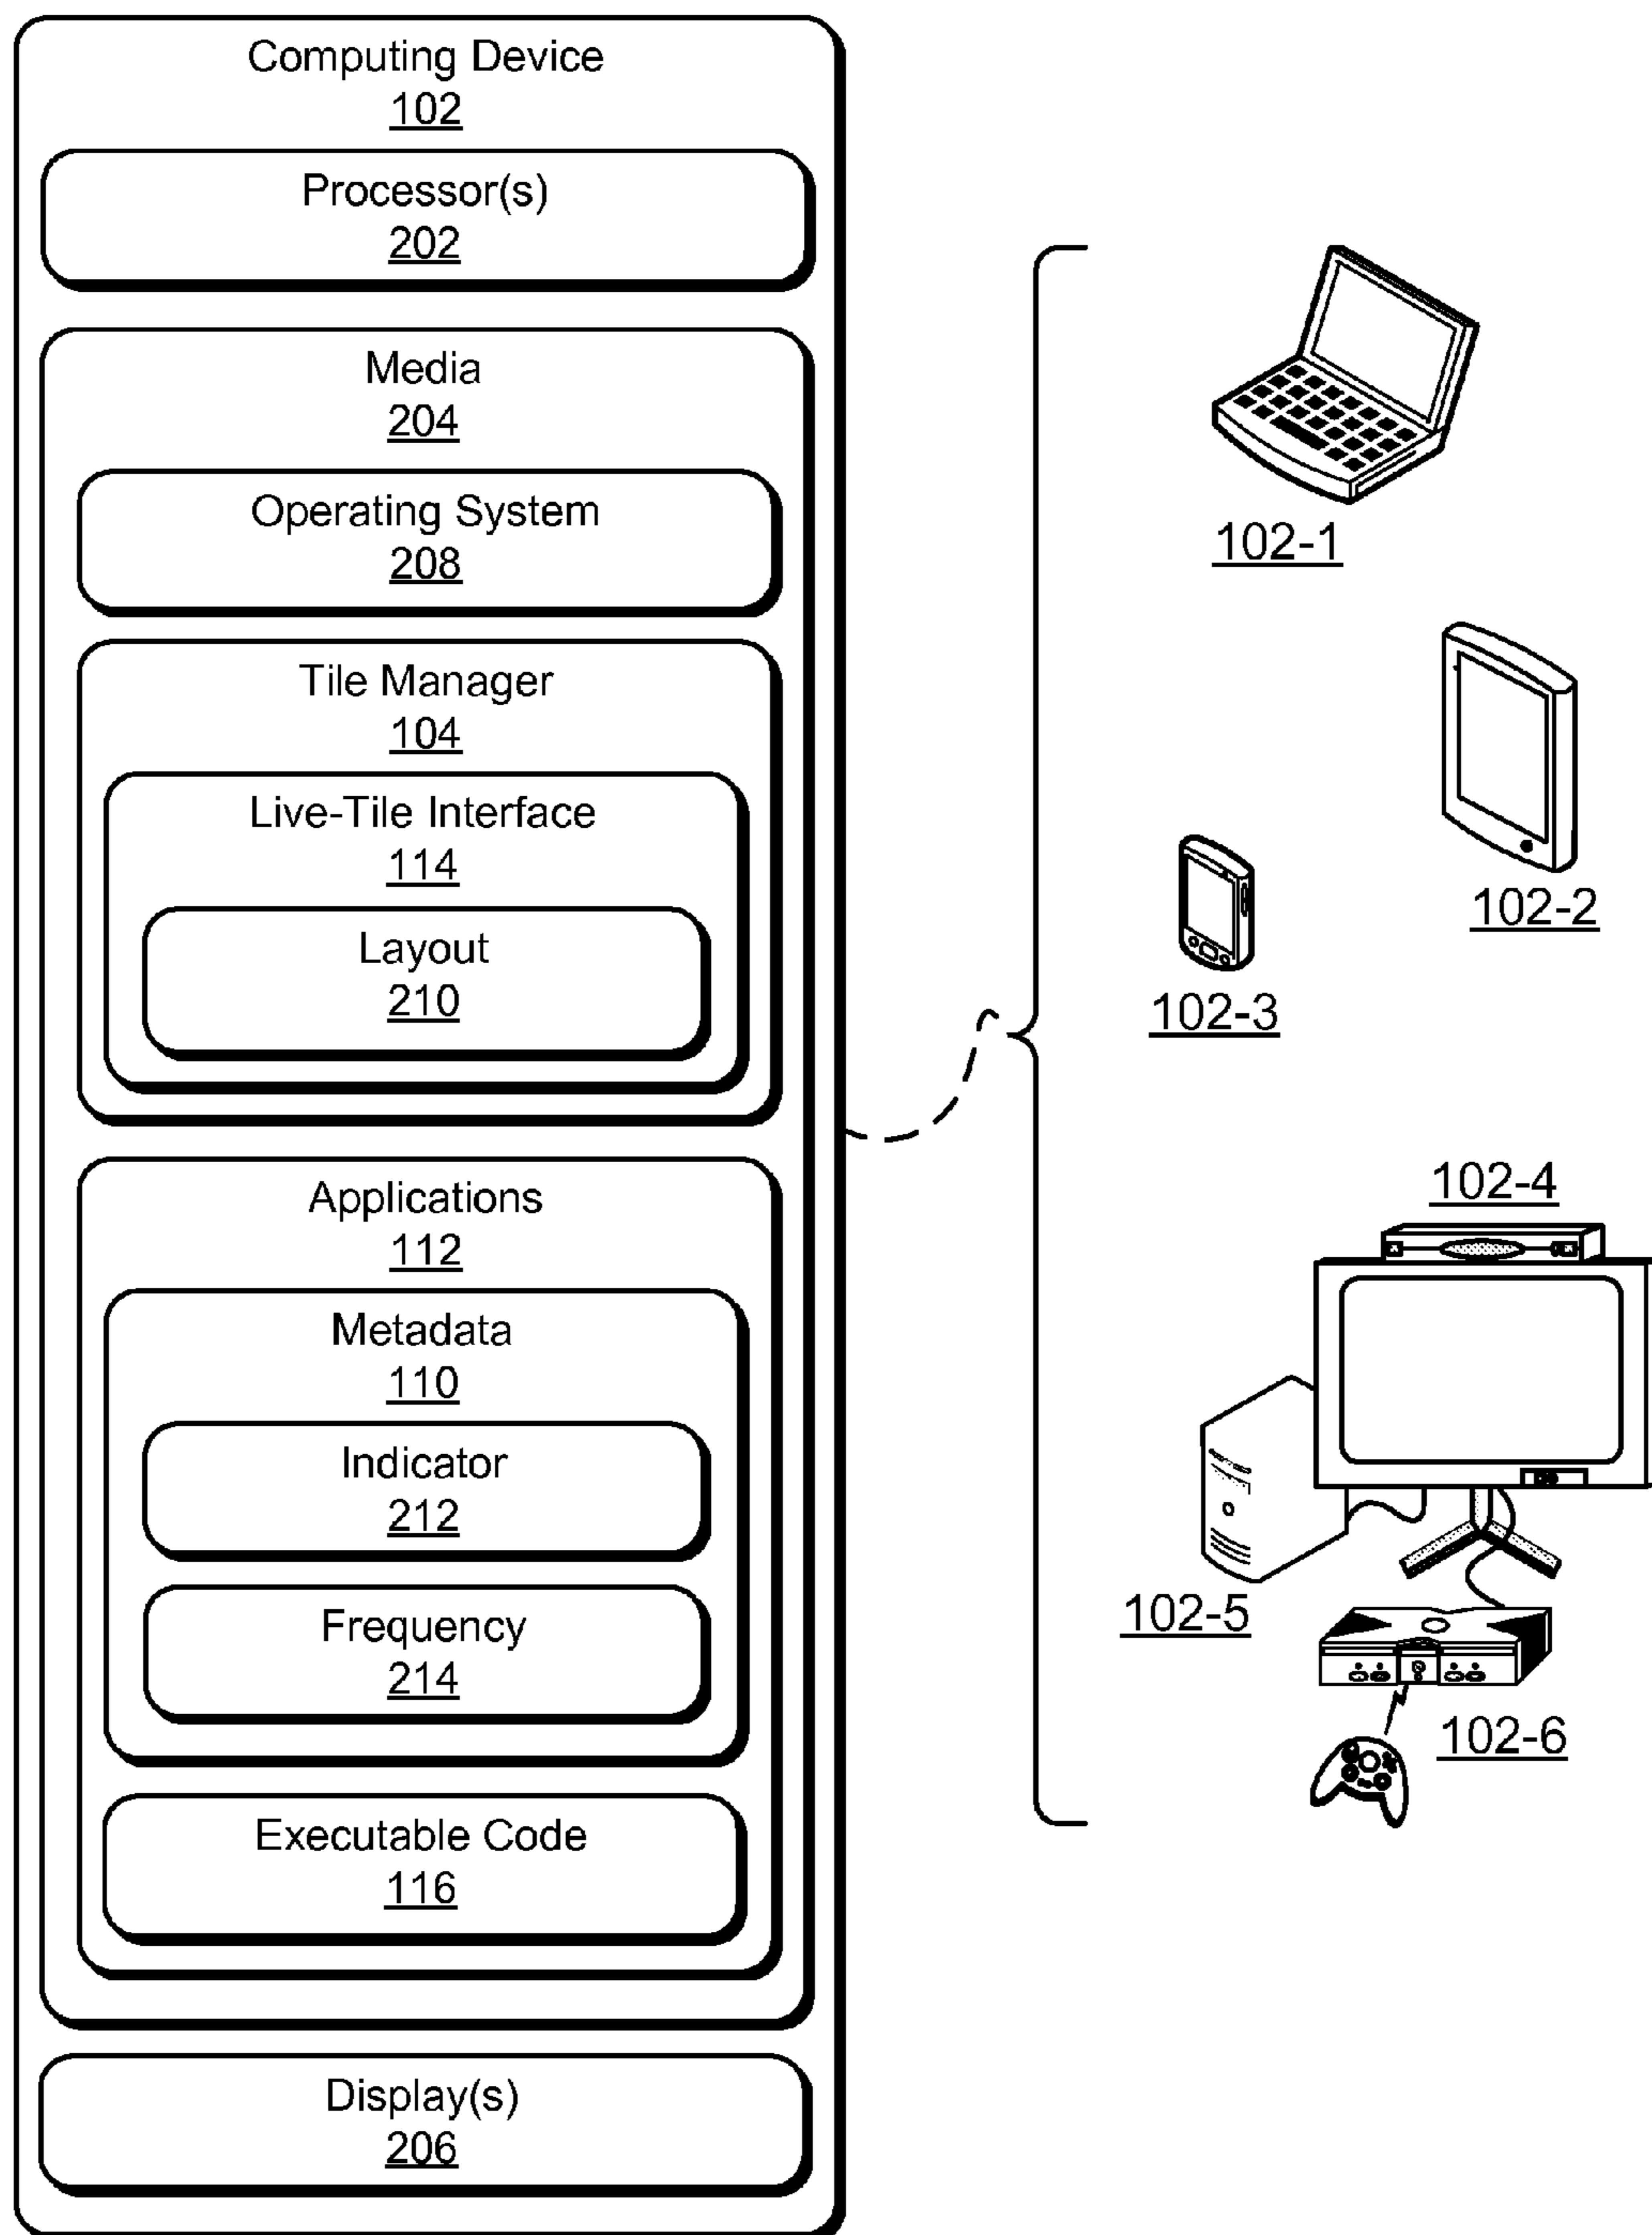 Computing Device
102
Processor(s)
202
Media
204
Operating System
208
Tile Manager
104
Live-Tile Interface
114
Layout
210
Applications
112
Metadata
110
Indicator
212
Frequency
214
Executable Code
116
Display(s)
206
102-1
102-2
102-3
102-4
102-5
102-6